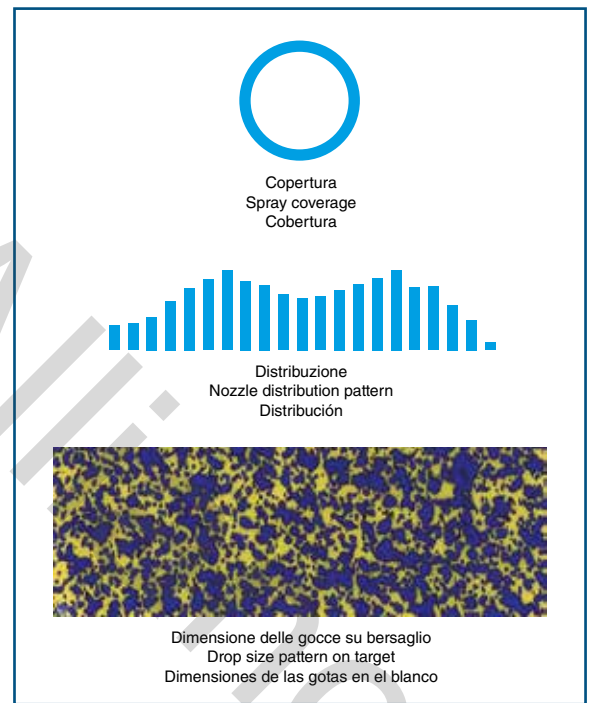 Copertura
Spray coverage
Cobertura
Distribuzione
Nozzle distribution pattern
Distribución
Dimensione delle gocce su bersaglio
Drop size pattern on target
Dimensiones de las gotas en el blanco